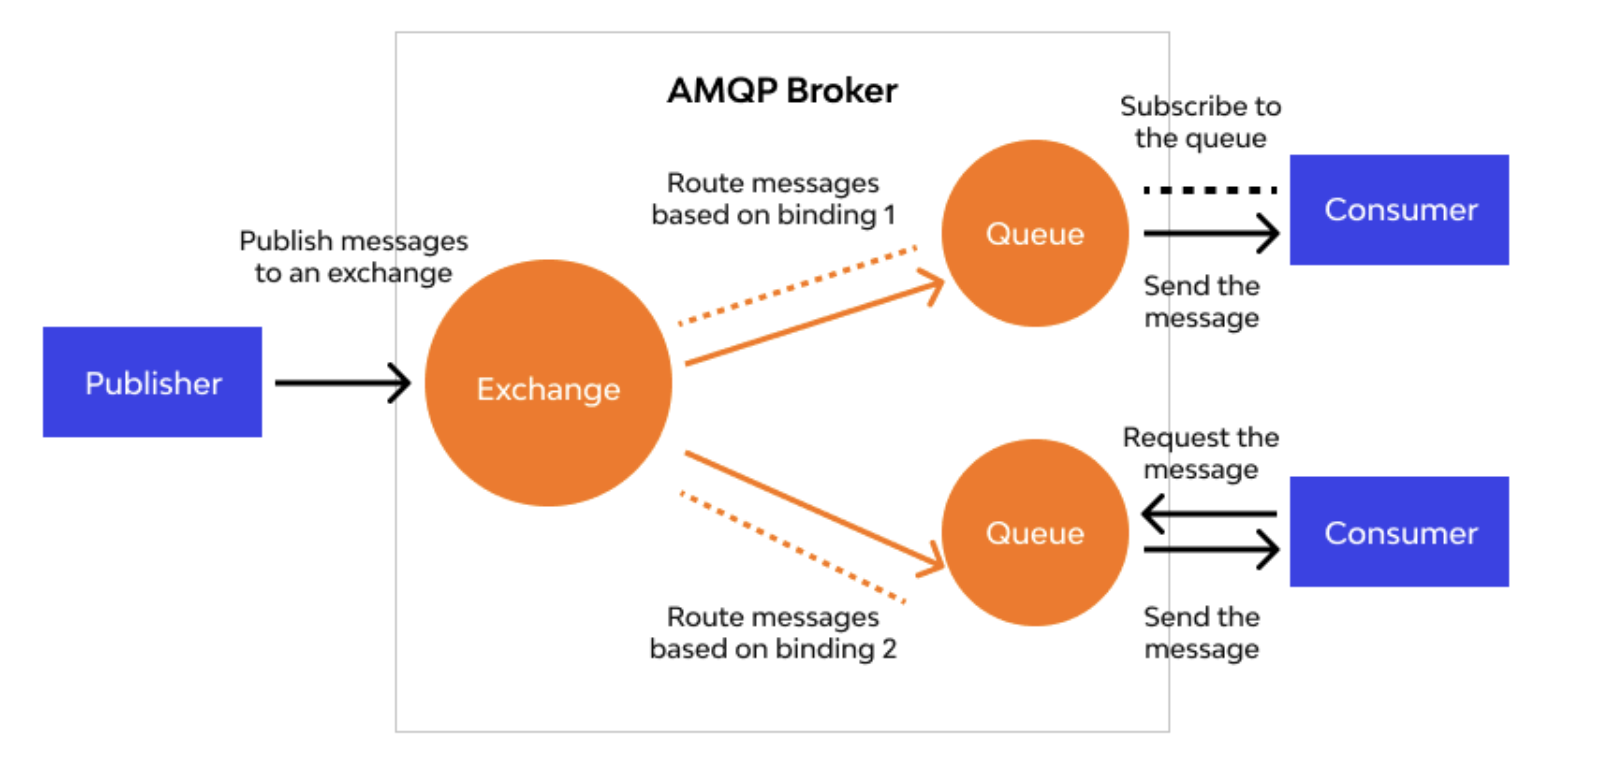 AMQP Broker
Publish messages
to an exchange
Publisher
Exchange
Route messages
based on binding 1
Queue
Subscribe to
the queue
Consumer
Send the
message
Route messages
based on binding 2
Queue
Request the
message
Consumer
Send the
message